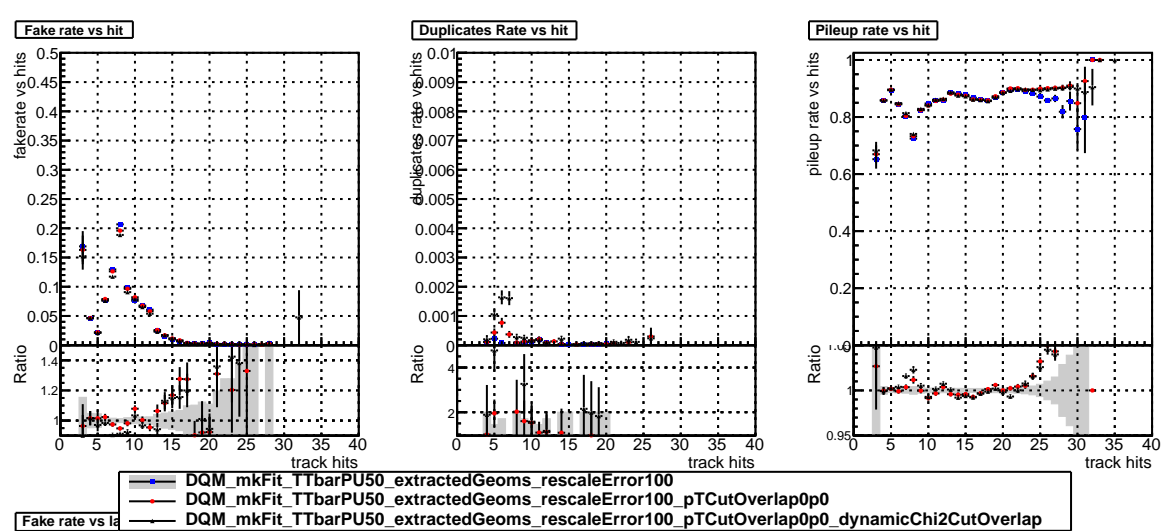 Fake rate vs hit
Duplicates Rate vs hit
Pileup rate vs hit
fakerate vs hits
0.5
0.45
0.4
0.35
0.3
0.25
0.2
0.15
0.1
0.05
0
Ratio
1.4
1.2
1
0 5 10 15 20 25 30 35 40
track hits
duplicates rate vs hits
0.01
0.009
0.008
0.007
0.006
0.005
0.004
0.003
0.002
0.001
0
Ratio
4
2
0 5 10 15 20 25 30 35 40
track hits
pileup rate vs hits
1
0.8
0.6
0.4
0.2
0
Ratio
1
0.95
0 5 10 15 20 25 30 35 40
track hits
DQM_mkFit_TTbarPU50_extractedGeoms_rescaleError100
DQM_mkFit_TTbarPU50_extractedGeoms_rescaleError100_pTCutOverlap0p0
DQM_mkFit_TTbarPU50_extractedGeoms_rescaleError100_pTCutOverlap0p0_dynamicChi2CutOverlap
Fake rate vs la